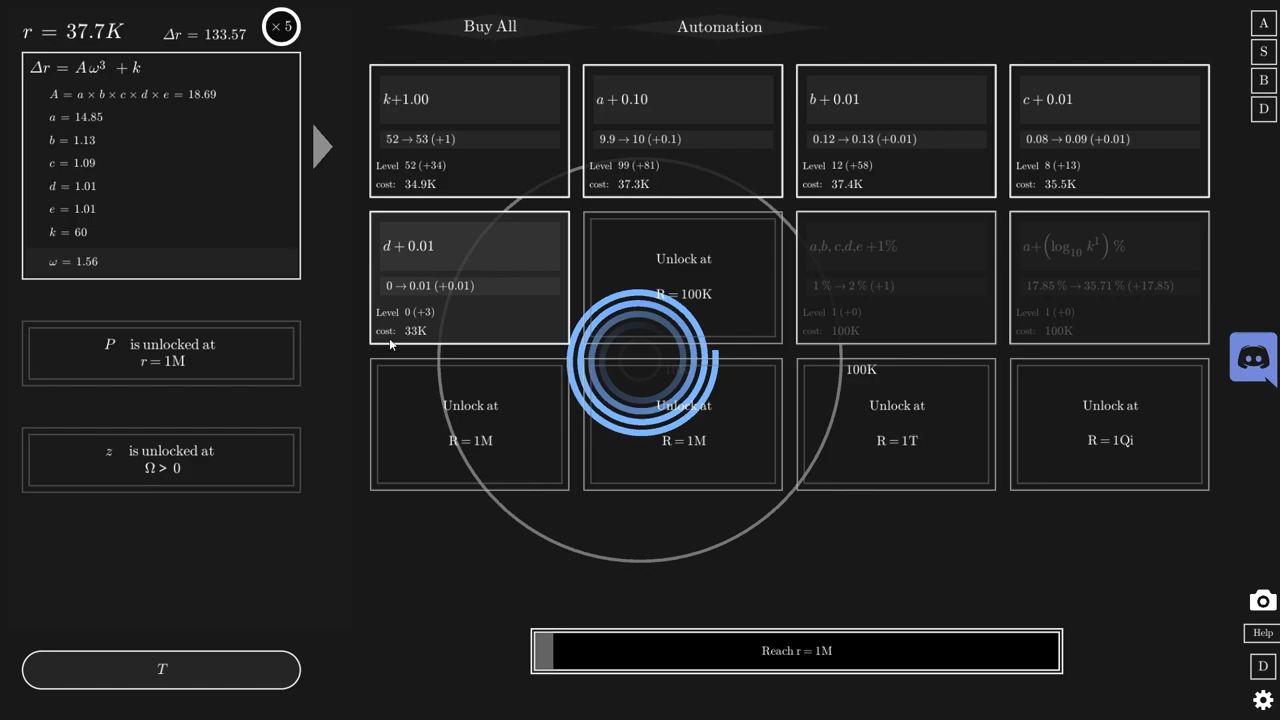 r = 37.7K
Δr = 133.57
× 5
Δr = Aω³ + k
A = a × b × c × d × e = 18.69
a = 14.85
b = 1.13
c = 1.09
d = 1.01
e = 1.01
k = 60
ω = 1.56
P is unlocked at
r = 1M
z is unlocked at
Ω > 0
T
Buy All
Automation
k+1.00
52 → 53 (+1)
Level 52 (+34)
cost: 34.9K
a + 0.10
9.9 → 10 (+0.1)
Level 99 (+81)
cost: 37.3K
b + 0.01
0.12 → 0.13 (+0.01)
Level 12 (+58)
cost: 37.4K
c + 0.01
0.08 → 0.09 (+0.01)
Level 8 (+13)
cost: 35.5K
d + 0.01
0 → 0.01 (+0.01)
Level 0 (+3)
cost: 33K
Unlock at
R = 100K
a,b, c,d,e +1%
1 % → 2 % (+1)
Level 1 (+0)
cost: 100K
a+(log₁₀ k¹) %
17.85 % → 35.71 % (+17.85)
Level 1 (+0)
cost: 100K
Unlock at
R = 1M
Unlock at
R = 1M
100K
Unlock at
R = 1T
Unlock at
R = 1Qi
Reach r = 1M
A
S
B
D
Help
D